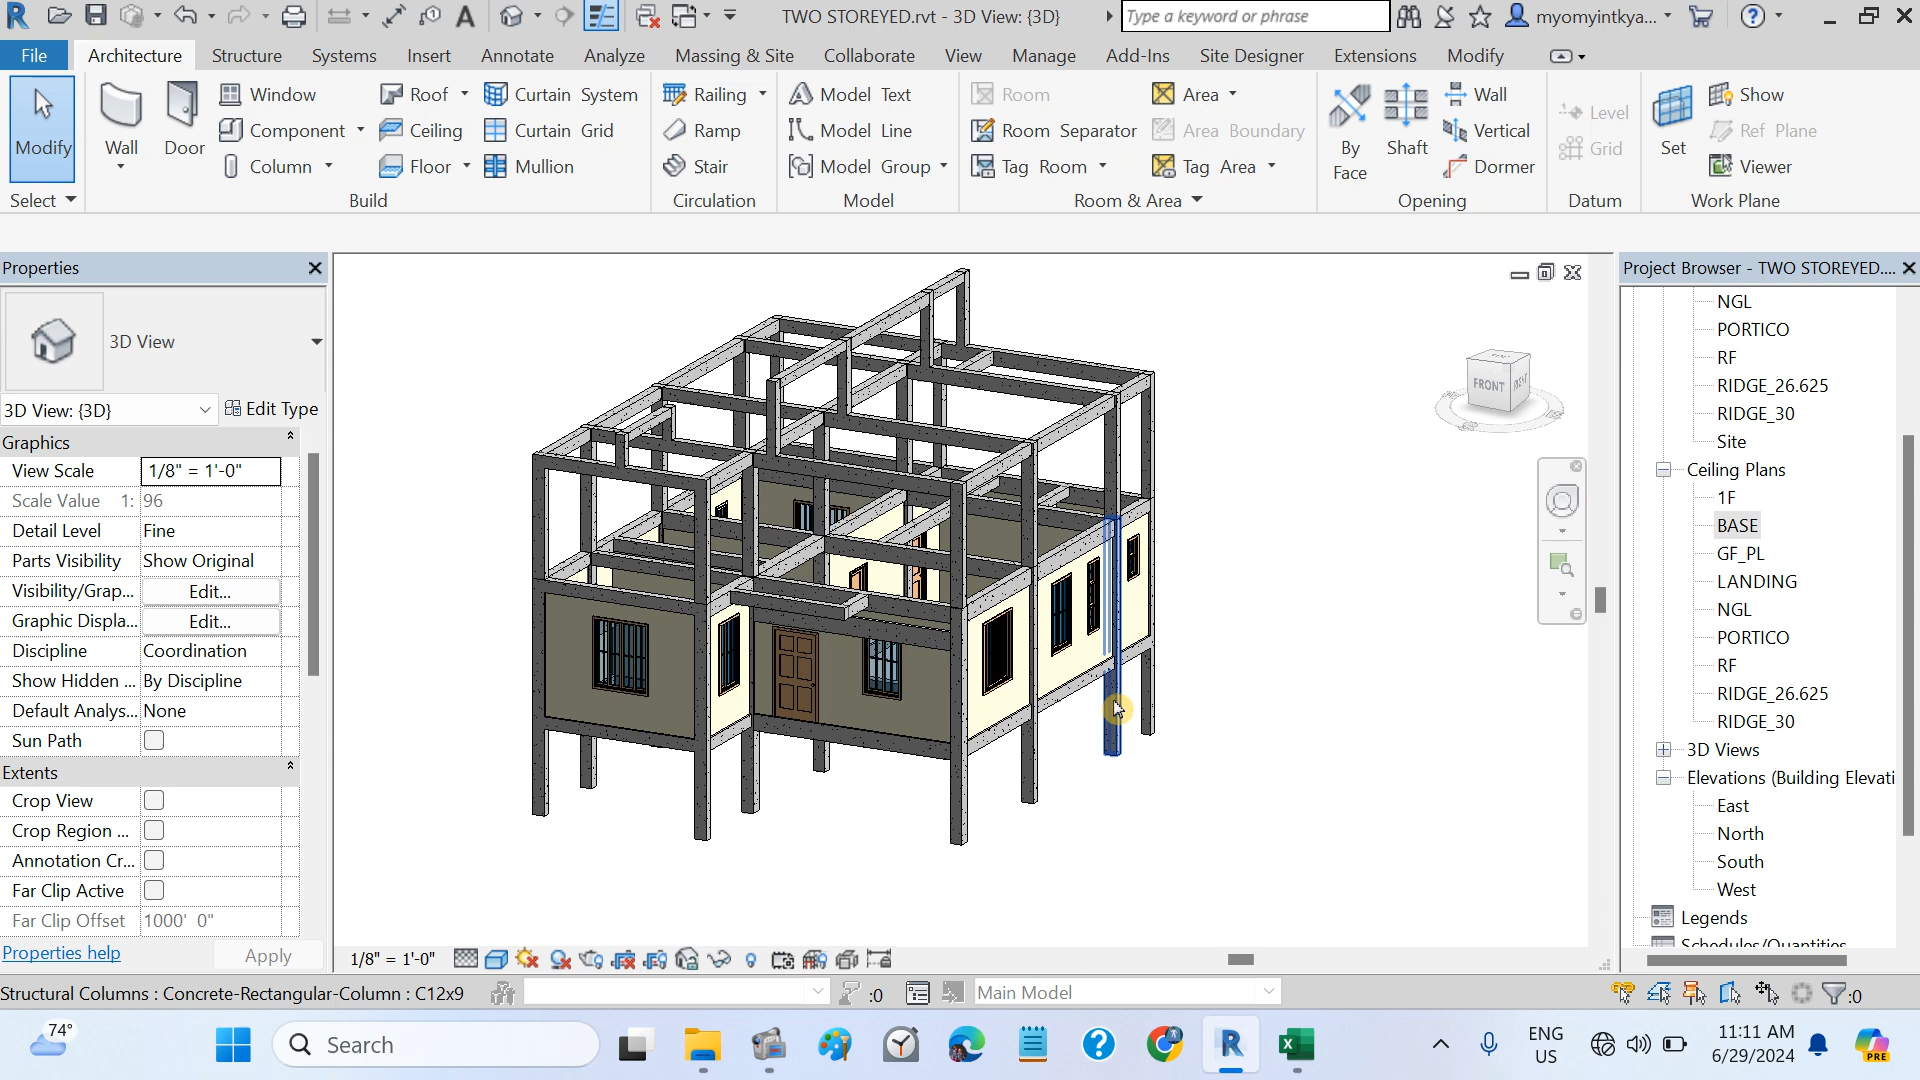 TWO STOREYED.rvt - 3D View: {3D}
Type a keyword or phrase
myomyintkya...
File
Architecture
Structure
Systems
Insert
Annotate
Analyze
Massing & Site
Collaborate
View
Manage
Add-Ins
Site Designer
Extensions
Modify
Modify
Select
Wall
Door
Window
Component
Column
Roof
Ceiling
Floor
Curtain System
Curtain Grid
Mullion
Build
Railing
Ramp
Stair
Circulation
Model Text
Model Line
Model Group
Model
Room
Room Separator
Tag Room
Area
Area Boundary
Tag Area
Room & Area
By
Face
Shaft
Wall
Vertical
Dormer
Opening
Level
Grid
Datum
Set
Show
Ref Plane
Viewer
Work Plane
Properties
3D View
3D View: {3D}
Edit Type
Graphics
View Scale 1/8" = 1'-0"
Scale Value 1: 96
Detail Level Fine
Parts Visibility Show Original
Visibility/Grap... Edit...
Graphic Displa... Edit...
Discipline Coordination
Show Hidden ... By Discipline
Default Analys... None
Sun Path
Extents
Crop View
Crop Region ...
Annotation Cr...
Far Clip Active
Far Clip Offset 1000' 0"
Properties help
Apply
FRONT
1/8" = 1'-0"
Project Browser - TWO STOREYED....
NGL
PORTICO
RF
RIDGE_26.625
RIDGE_30
Site
Ceiling Plans
1F
BASE
GF_PL
LANDING
NGL
PORTICO
RF
RIDGE_26.625
RIDGE_30
3D Views
Elevations (Building Elevati
East
North
South
West
Legends
Schedules/Quantities
Structural Columns : Concrete-Rectangular-Column : C12x9
:0
Main Model
:0
74°
Search
ENG
US
11:11 AM
6/29/2024
PRE